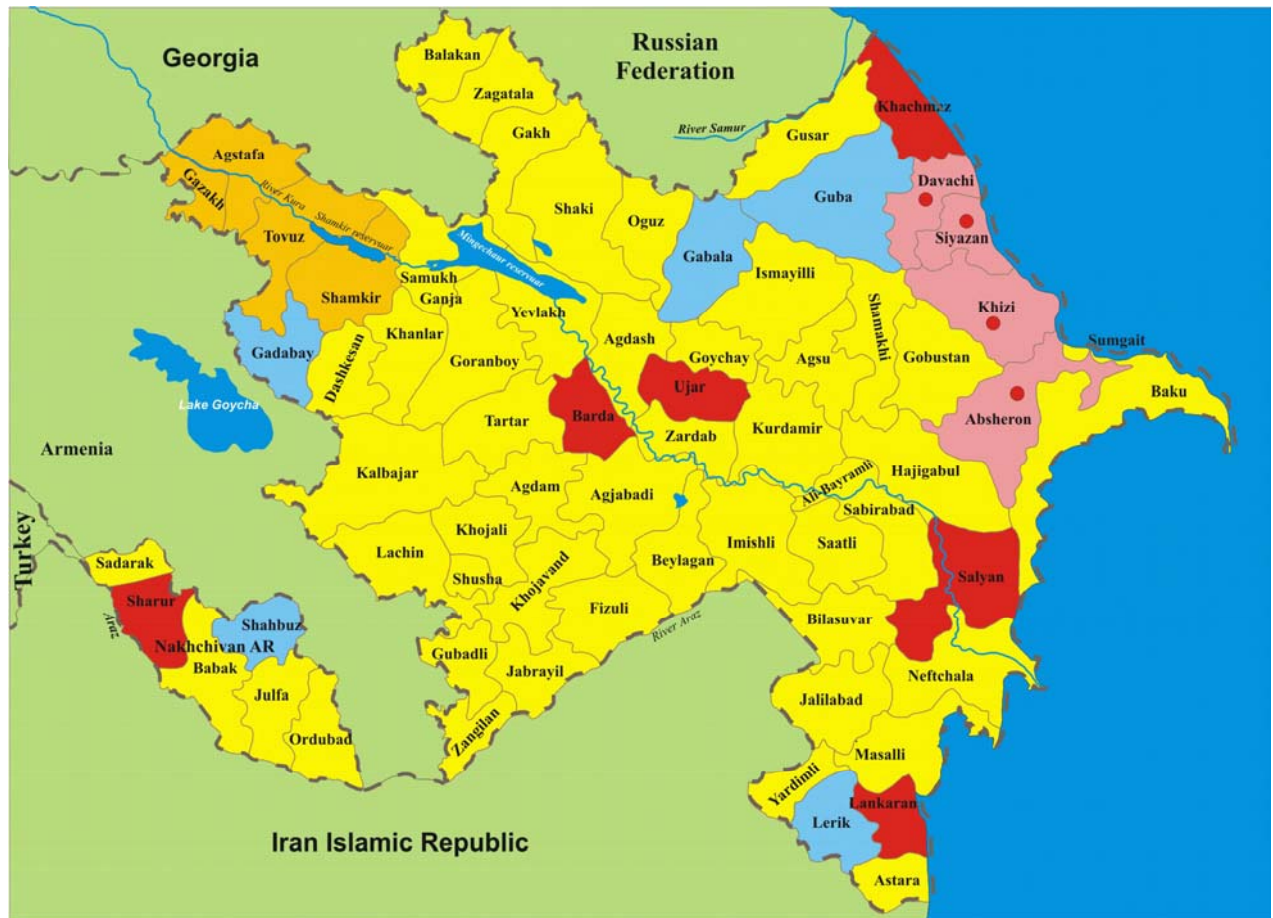 Georgia
Russian
Federation
Balakan
Zagatala
Gakh
River Samur
Gusar
Khachmaz
Agstafa
Gazakh
River Kura
Shamkir reservuar
Tovuz
Shaki
Oguz
Guba
Davachi
Siyazan
Mingechaur reservuar
Gabala
Ismayilli
Samukh
Shamkir
Ganja
Yevlakh
Khizi
Shamakhi
Gadabay
Dashkesan
Khanlar
Goranboy
Agdash
Goychay
Agsu
Gobustan
Sumgait
Baku
Lake Goycha
Ujar
Barda
Absheron
Armenia
Tartar
Zardab
Kurdamir
Kalbajar
Agdam
Agjabadi
Ali-Bayramli
Hajigabul
Sabirabad
Turkey
Khojali
Lachin
Shusha
Khojavand
Beylagan
Imishli
Saatli
Salyan
Sadarak
Sharur
Araz
Shahbuz
Nakhchivan AR
Babak
Fizuli
River Araz
Bilasuvar
Gubadli
Jabrayil
Neftchala
Julfa
Jalilabad
Ordubad
Zangilan
Masalli
Yardimli
Lankaran
Lerik
Iran Islamic Republic
Astara